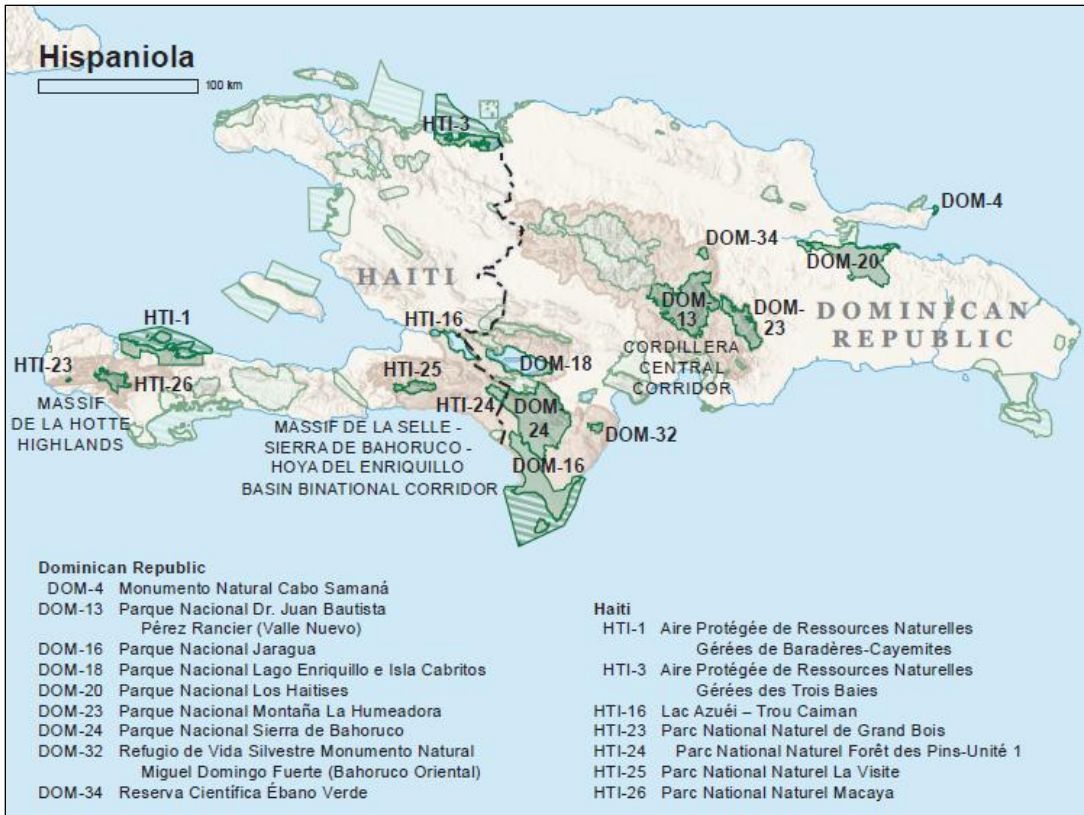 Hispaniola
100 km
HTI-3
DOM-4
DOM-34
DOM-20
HAITI
DOM-
13
DOM-
23
DOMINICAN
REPUBLIC
HTI-1
HTI-16
HTI-23
HTI-26
HTI-25
DOM-18
CORDILLERA
CENTRAL
CORRIDOR
HTI-24
DOM-
24
DOM-32
MASSIF
DE LA HOTTE
HIGHLANDS
MASSIF DE LA SELLE -
SIERRA DE BAHORUCO -
HOYA DEL ENRIQUILLO
BASIN BINATIONAL CORRIDOR
DOM-16
Dominican Republic
DOM-4 Monumento Natural Cabo Samaná
DOM-13 Parque Nacional Dr. Juan Bautista
Pérez Rancier (Valle Nuevo)
DOM-16 Parque Nacional Jaragua
DOM-18 Parque Nacional Lago Enriquillo e Isla Cabritos
DOM-20 Parque Nacional Los Haitises
DOM-23 Parque Nacional Montaña La Humeadora
DOM-24 Parque Nacional Sierra de Bahoruco
DOM-32 Refugio de Vida Silvestre Monumento Natural
Miguel Domingo Fuerte (Bahoruco Oriental)
DOM-34 Reserva Científica Ébano Verde
Haiti
HTI-1 Aire Protégée de Ressources Naturelles
Gérées de Baradères-Cayemites
HTI-3 Aire Protégée de Ressources Naturelles
Gérées des Trois Baies
HTI-16 Lac Azuéi – Trou Caiman
HTI-23 Parc National Naturel de Grand Bois
HTI-24 Parc National Naturel Forêt des Pins-Unité 1
HTI-25 Parc National Naturel La Visite
HTI-26 Parc National Naturel Macaya